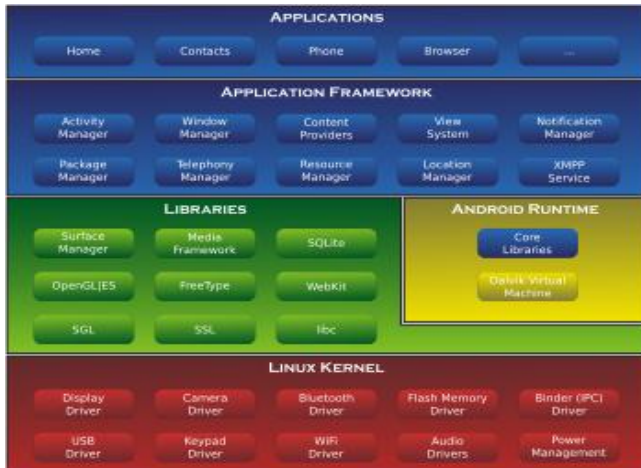 APPLICATIONS
Home
Contacts
Phone
Browser
...
APPLICATION FRAMEWORK
Activity
Manager
Window
Manager
Content
Providers
View
System
Notification
Manager
Package
Manager
Telephony
Manager
Resource
Manager
Location
Manager
XMPP
Service
LIBRARIES
Surface
Manager
Media
Framework
SQLite
OpenGL|ES
FreeType
WebKit
SGL
SSL
libc
ANDROID RUNTIME
Core
Libraries
Dalvik Virtual
Machine
LINUX KERNEL
Display
Driver
Camera
Driver
Bluetooth
Driver
Flash Memory
Driver
Binder (IPC)
Driver
USB
Driver
Keypad
Driver
WiFi
Driver
Audio
Drivers
Power
Management